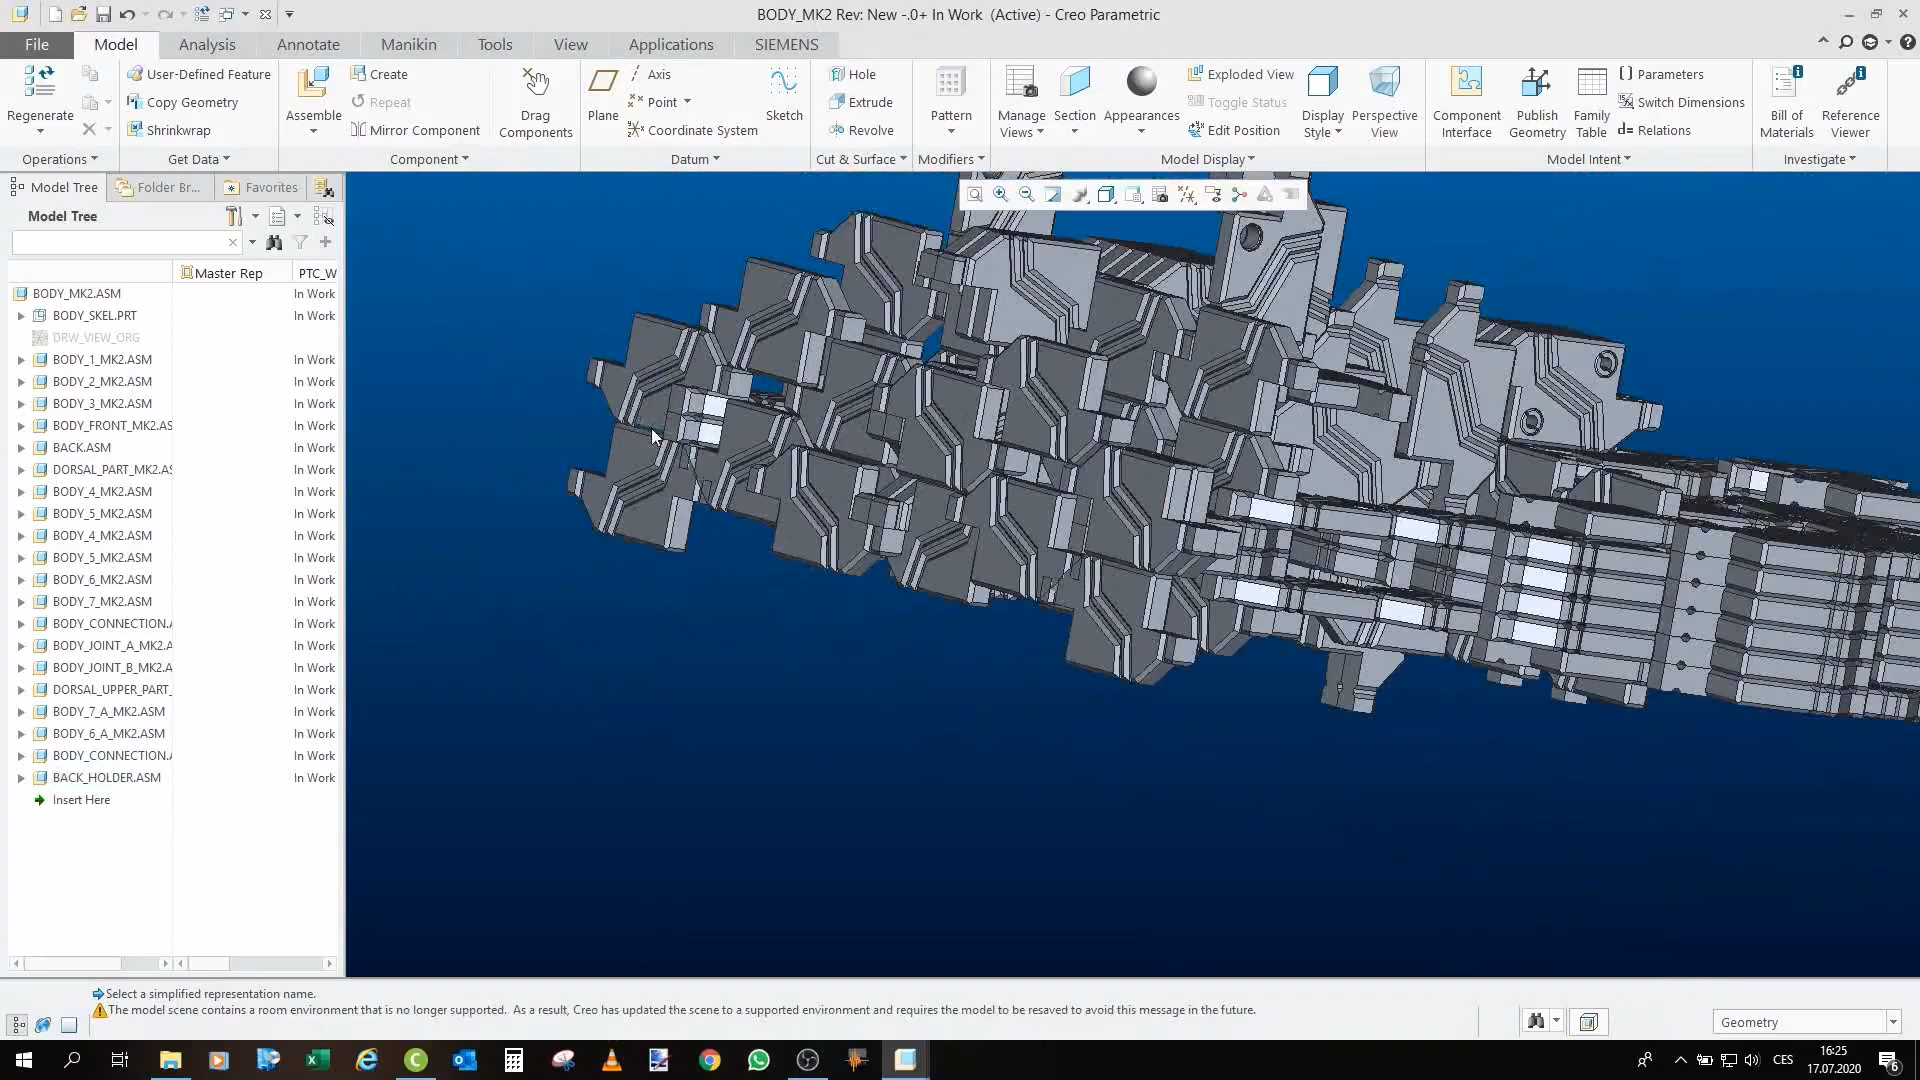 BODY_MK2 Rev: New -.0+ In Work  (Active) - Creo Parametric
File Model Analysis Annotate Manikin Tools View Applications SIEMENS
Regenerate
Operations
User-Defined Feature
Copy Geometry
Shrinkwrap
Get Data
Assemble
Create
Repeat
Mirror Component
Drag
Components
Component
Plane
Axis
Point
Coordinate System
Sketch
Datum
Hole
Extrude
Revolve
Cut & Surface
Pattern
Modifiers
Manage
Views
Section
Appearances
Exploded View
Toggle Status
Edit Position
Display
Style
Perspective
View
Model Display
Component
Interface
Publish
Geometry
Family
Table
Parameters
Switch Dimensions
Relations
Model Intent
Bill of
Materials
Reference
Viewer
Investigate
Model Tree Folder Br... Favorites
Model Tree
Master Rep PTC_W
BODY_MK2.ASM In Work
BODY_SKEL.PRT In Work
DRW_VIEW_ORG
BODY_1_MK2.ASM In Work
BODY_2_MK2.ASM In Work
BODY_3_MK2.ASM In Work
BODY_FRONT_MK2.AS In Work
BACK.ASM In Work
DORSAL_PART_MK2.AS In Work
BODY_4_MK2.ASM In Work
BODY_5_MK2.ASM In Work
BODY_4_MK2.ASM In Work
BODY_5_MK2.ASM In Work
BODY_6_MK2.ASM In Work
BODY_7_MK2.ASM In Work
BODY_CONNECTION.A In Work
BODY_JOINT_A_MK2.A In Work
BODY_JOINT_B_MK2.A In Work
DORSAL_UPPER_PART_ In Work
BODY_7_A_MK2.ASM In Work
BODY_6_A_MK2.ASM In Work
BODY_CONNECTION.A In Work
BACK_HOLDER.ASM In Work
Insert Here
Select a simplified representation name.
The model scene contains a room environment that is no longer supported.  As a result, Creo has updated the scene to a supported environment and requires the model to be resaved to avoid this message in the future.
Geometry
CES
16:25
17.07.2020
6